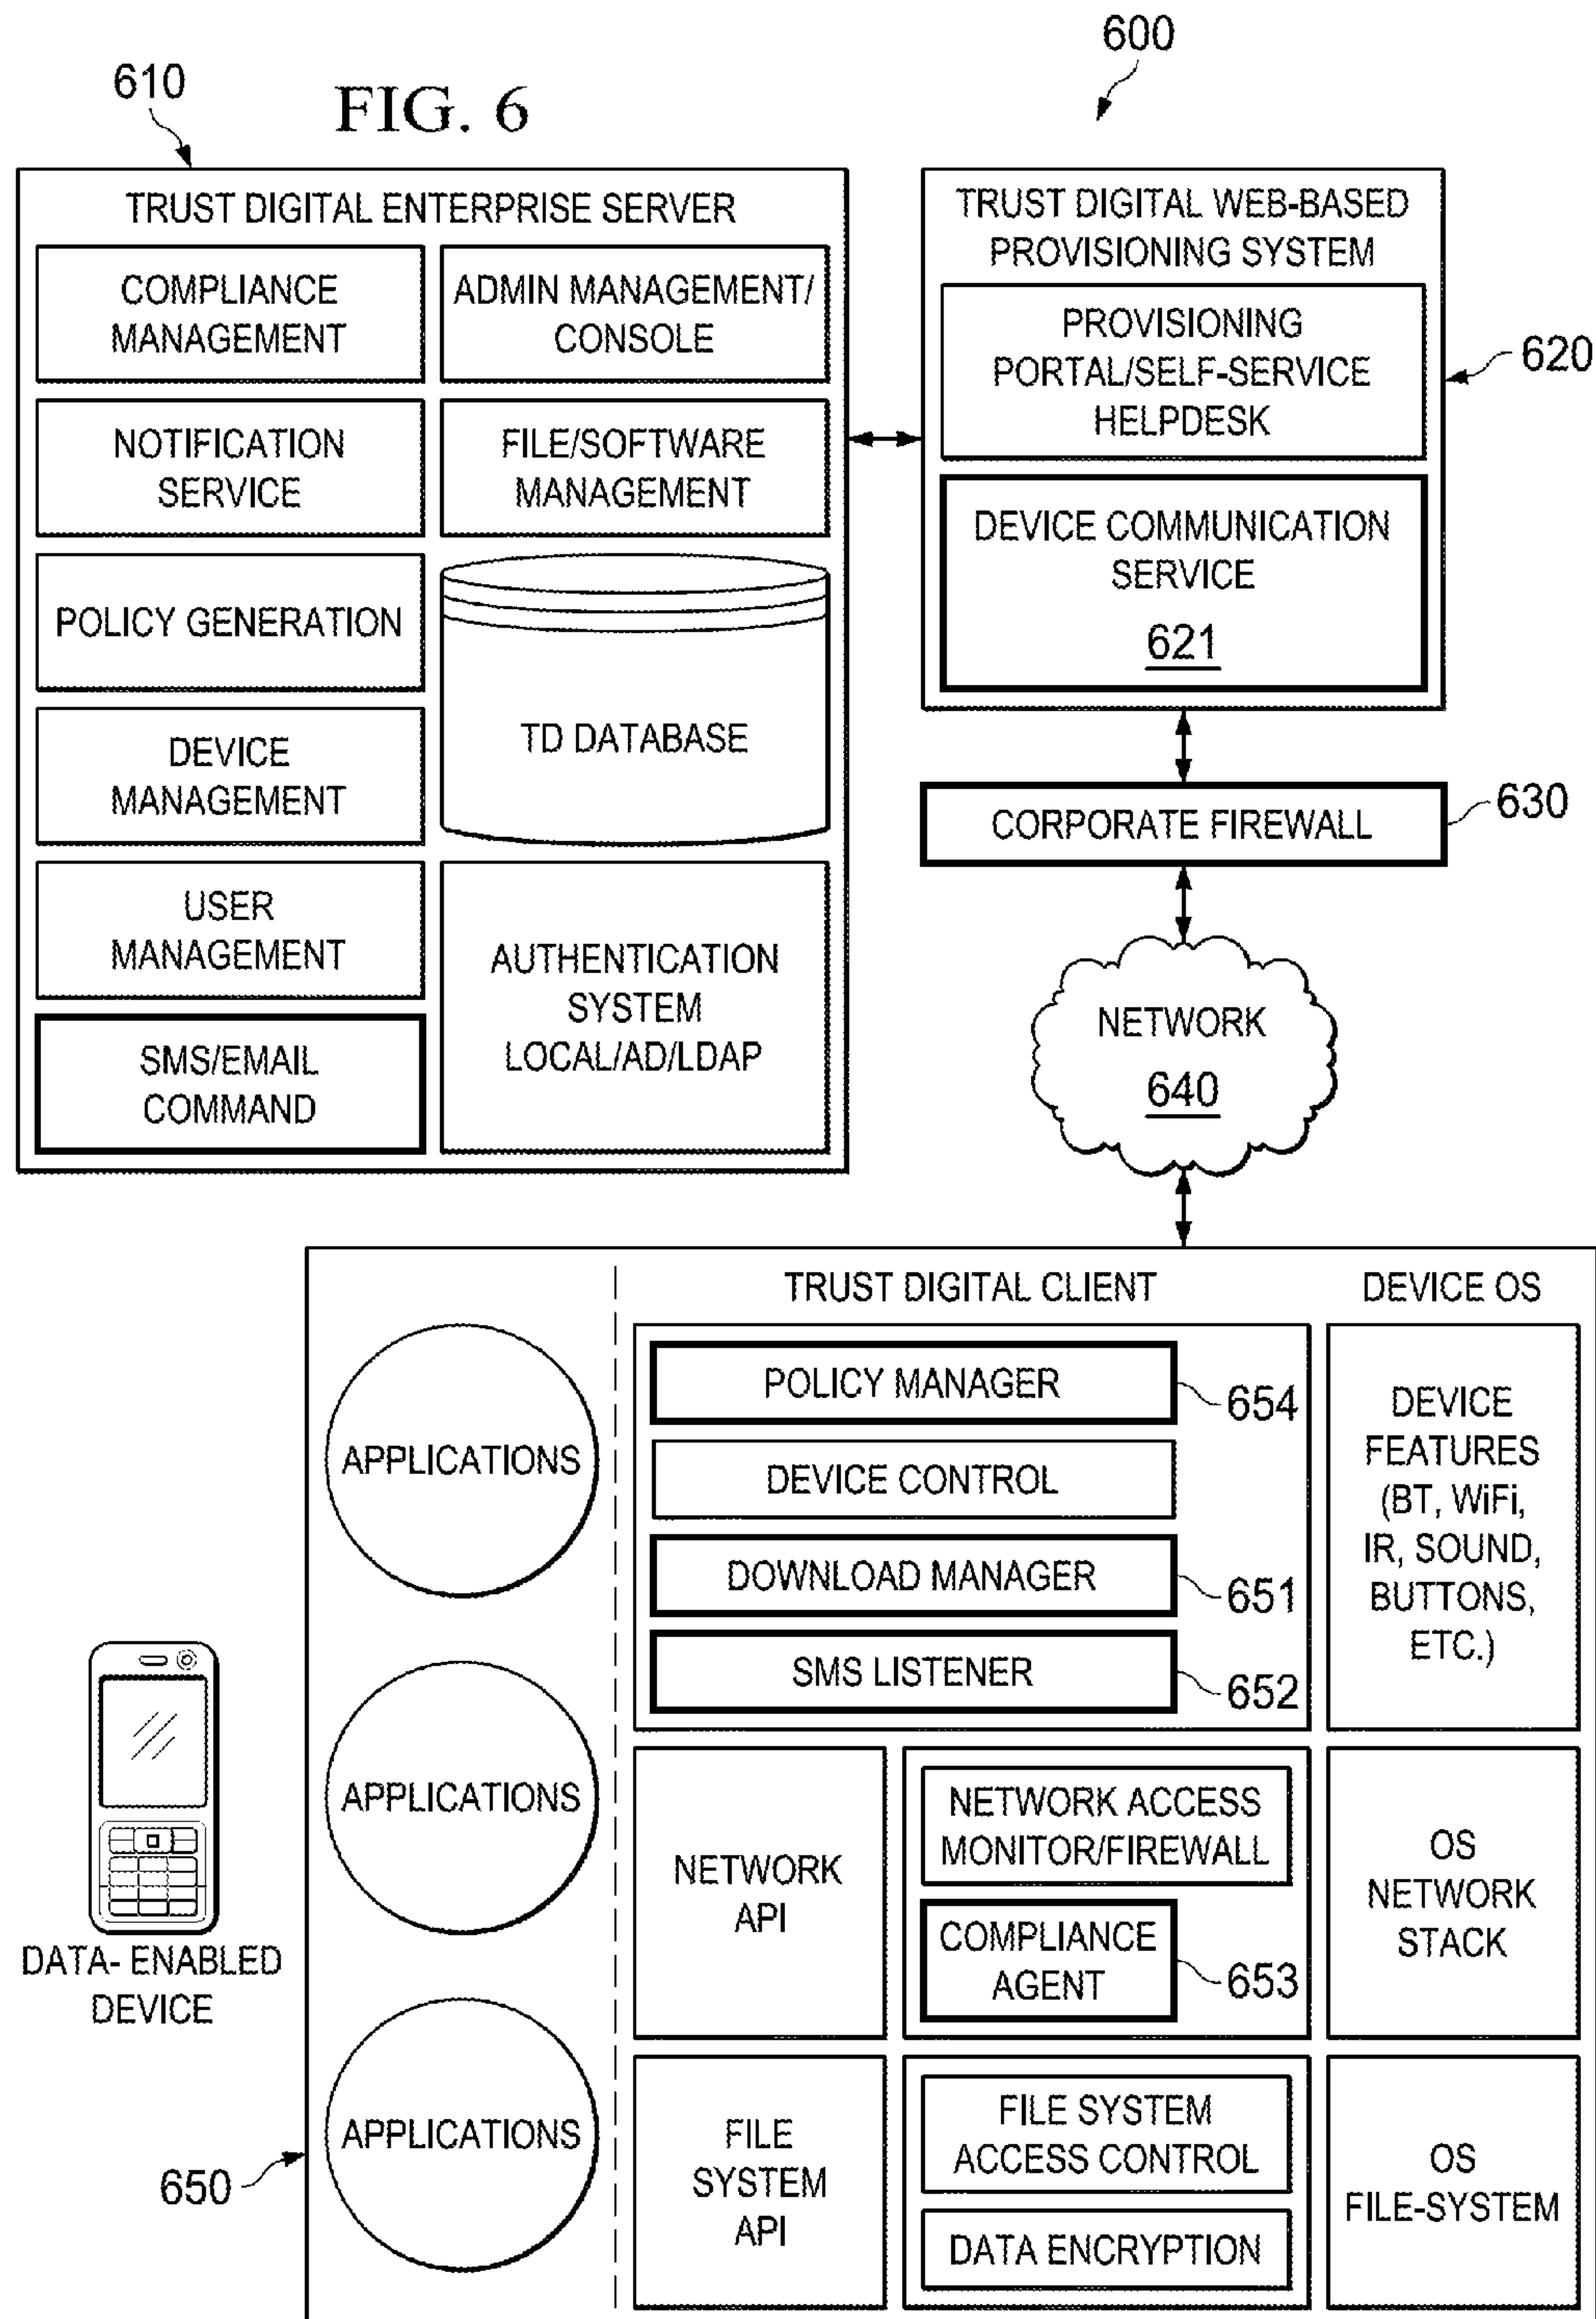 600
610
FIG. 6
TRUST DIGITAL ENTERPRISE SERVER
COMPLIANCE
MANAGEMENT
ADMIN MANAGEMENT/
CONSOLE
NOTIFICATION
SERVICE
FILE/SOFTWARE
MANAGEMENT
POLICY GENERATION
TD DATABASE
DEVICE
MANAGEMENT
USER
MANAGEMENT
AUTHENTICATION
SYSTEM
LOCAL/AD/LDAP
SMS/EMAIL
COMMAND
TRUST DIGITAL WEB-BASED
PROVISIONING SYSTEM
PROVISIONING
PORTAL/SELF-SERVICE
HELPDESK
620
DEVICE COMMUNICATION
SERVICE
621
CORPORATE FIREWALL
630
NETWORK
640
TRUST DIGITAL CLIENT
DEVICE OS
APPLICATIONS
POLICY MANAGER
654
DEVICE CONTROL
DOWNLOAD MANAGER
651
SMS LISTENER
652
DEVICE
FEATURES
(BT, WiFi,
IR, SOUND,
BUTTONS,
ETC.)
APPLICATIONS
NETWORK
API
NETWORK ACCESS
MONITOR/FIREWALL
COMPLIANCE
AGENT
653
OS
NETWORK
STACK
DATA- ENABLED
DEVICE
APPLICATIONS
650
FILE
SYSTEM
API
FILE SYSTEM
ACCESS CONTROL
DATA ENCRYPTION
OS
FILE-SYSTEM